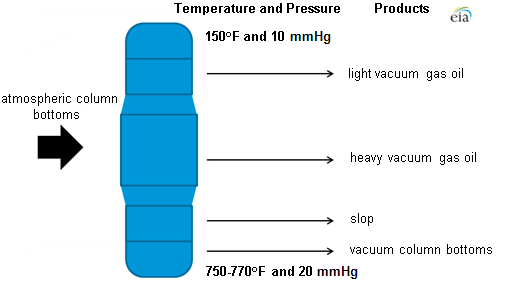 Temperature and Pressure Products
eia
150°F and 10 mmHg
light vacuum gas oil
atmospheric column
bottoms
heavy vacuum gas oil
slop
vacuum column bottoms
750-770°F and 20 mmHg